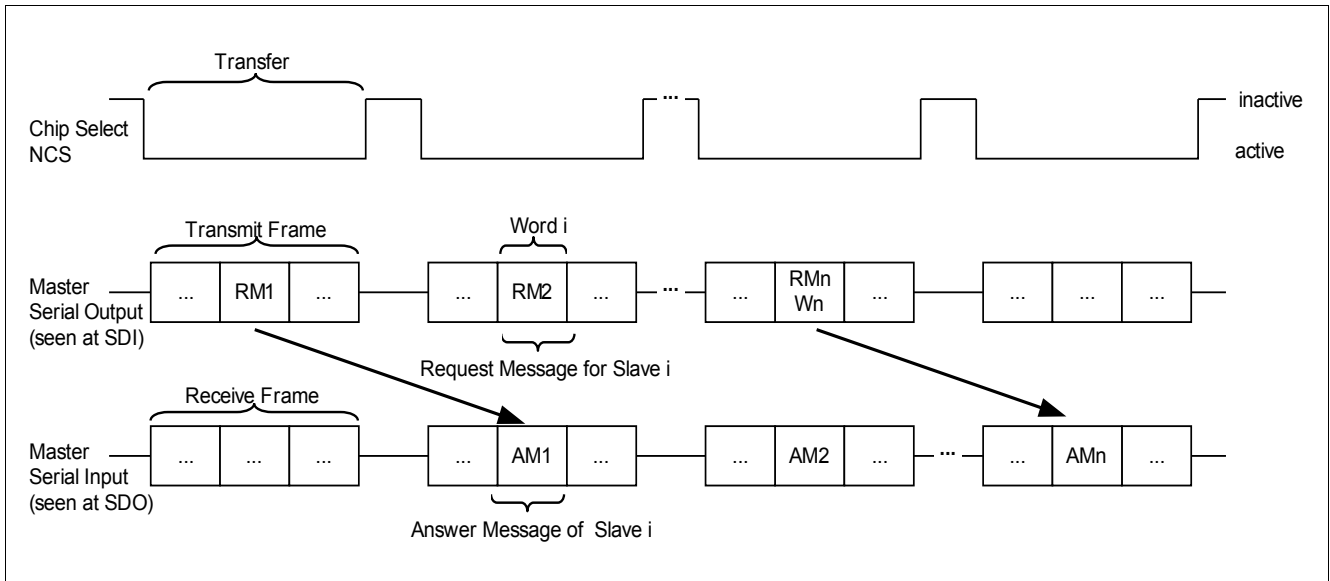 Transfer
...
inactive
Chip Select
NCS
active
Transmit Frame
Word i
Master
Serial Output
(seen at SDI)
... RM1 ...
... RM2 ...
...
... RMn
Wn ...
... ... ...
Request Message for Slave i
Receive Frame
Master
Serial Input
(seen at SDO)
... ... ...
... AM1 ...
... AM2 ...
...
... AMn ...
Answer Message of Slave i